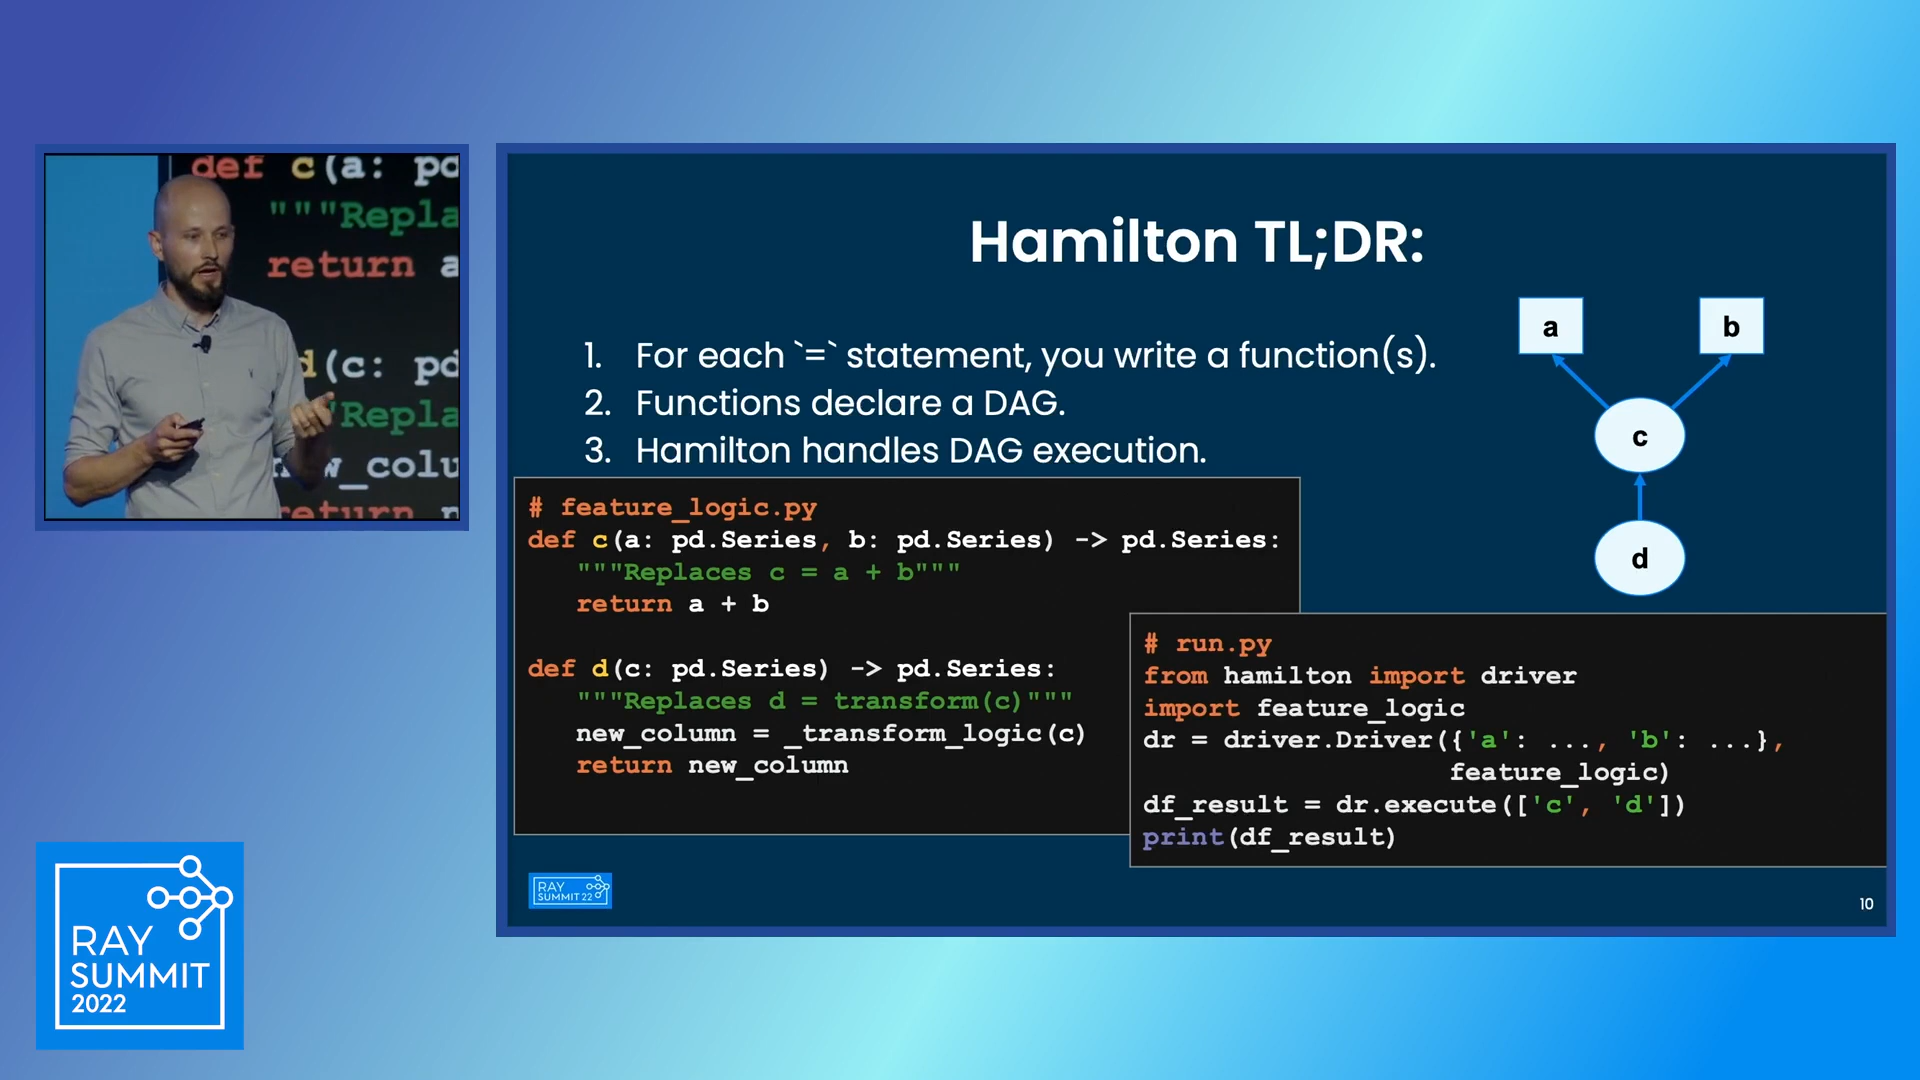 def c(a: pd
"""Repla
return a
d(c: pd
"Repla
new_colu
return n
Hamilton TL;DR:
1. For each `=` statement, you write a function(s).
2. Functions declare a DAG.
3. Hamilton handles DAG execution.
a
b
c
d
# feature_logic.py
def c(a: pd.Series, b: pd.Series) -> pd.Series:
"""Replaces c = a + b"""
return a + b
def d(c: pd.Series) -> pd.Series:
"""Replaces d = transform(c)"""
new_column = _transform_logic(c)
return new_column
# run.py
from hamilton import driver
import feature_logic
dr = driver.Driver({'a': ..., 'b': ...},
feature_logic)
df_result = dr.execute(['c', 'd'])
print(df_result)
RAY
SUMMIT 22
10
RAY
SUMMIT
2022